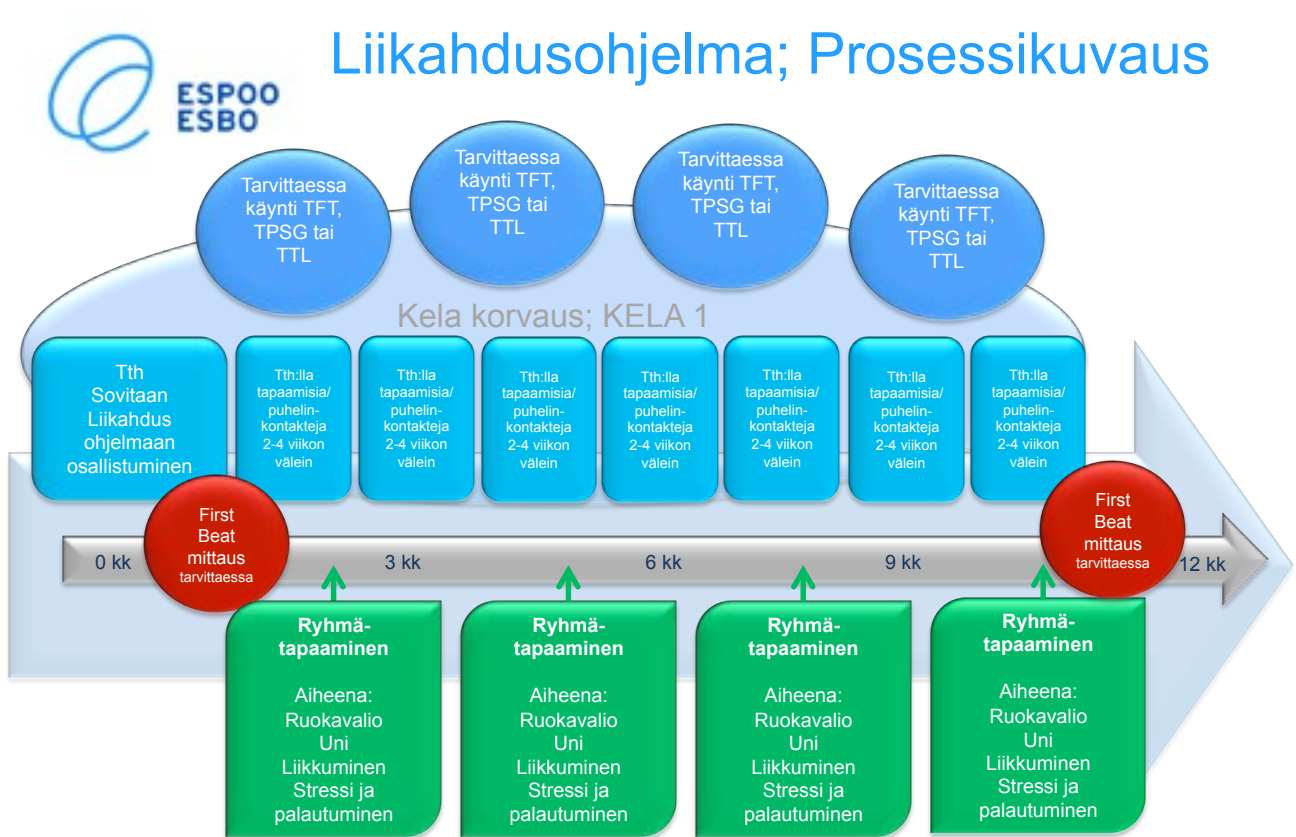 Liikahdusohjelma; Prosessikuvaus
ESPOO
ESBO
Tarvittaessa
käynti TFT,
TPSG tai
TTL
Tarvittaessa
käynti TFT,
TPSG tai
TTL
Tarvittaessa
käynti TFT,
TPSG tai
TTL
Tarvittaessa
käynti TFT,
TPSG tai
TTL
Kela korvaus; KELA 1
Tth
Sovitaan
Liikahdus
ohjelmaan
osallistuminen
Tth:lla
tapaamisia/
puhelin-
kontakteja
2-4 viikon
välein
Tth:lla
tapaamisia/
puhelin-
kontakteja
2-4 viikon
välein
Tth:lla
tapaamisia/
puhelin-
kontakteja
2-4 viikon
välein
Tth:lla
tapaamisia/
puhelin-
kontakteja
2-4 viikon
välein
Tth:lla
tapaamisia/
puhelin-
kontakteja
2-4 viikon
välein
Tth:lla
tapaamisia/
puhelin-
kontakteja
2-4 viikon
välein
Tth:lla
tapaamisia/
puhelin-
kontakteja
2-4 viikon
välein
First
Beat
mittaus
tarvittaessa
First
Beat
mittaus
tarvittaessa
0 kk
3 kk
6 kk
9 kk
12 kk
Ryhmä-
tapaaminen
Aiheena:
Ruokavalio
Uni
Liikkuminen
Stressi ja
palautuminen
Ryhmä-
tapaaminen
Aiheena:
Ruokavalio
Uni
Liikkuminen
Stressi ja
palautuminen
Ryhmä-
tapaaminen
Aiheena:
Ruokavalio
Uni
Liikkuminen
Stressi ja
palautuminen
Ryhmä-
tapaaminen
Aiheena:
Ruokavalio
Uni
Liikkuminen
Stressi ja
palautuminen